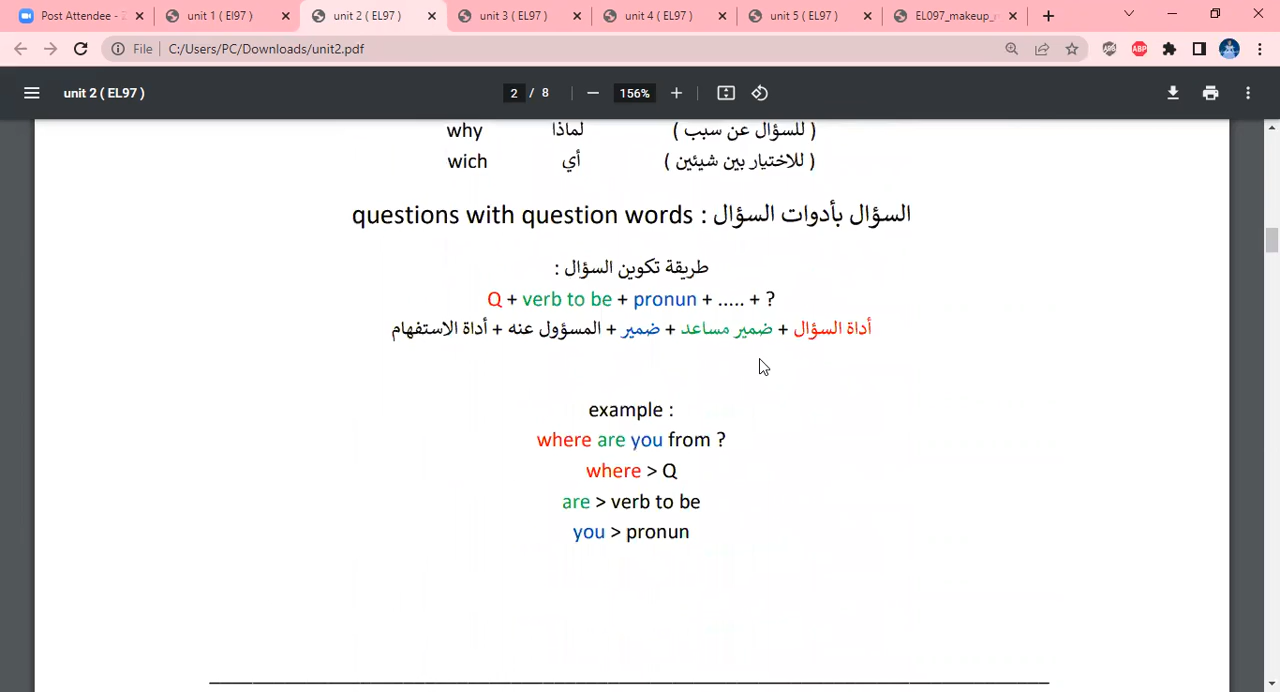 Post Attendee - Z
unit 1 ( El97 )
unit 2 ( EL97 )
unit 3 ( EL97 )
unit 4 ( EL97 )
unit 5 ( EL97 )
EL097_makeup_
File
C:/Users/PC/Downloads/unit2.pdf
unit 2 ( EL97 )
2 / 8
156%
why لماذا ( للسؤال عن سبب )
wich أي ( للاختيار بين شيئين )
questions with question words : السؤال بأدوات السؤال
طريقة تكوين السؤال :
Q + verb to be + pronun + ..... + ?
أداة السؤال + ضمير مساعد + ضمير + المسؤول عنه + أداة الاستفهام
example :
where are you from ?
where > Q
are > verb to be
you > pronun